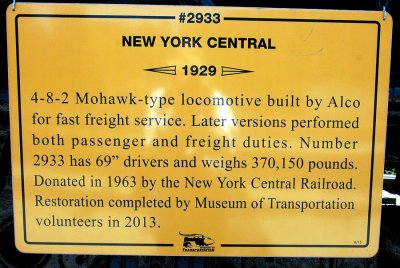 #2933
NEW YORK CENTRAL
1929
4-8-2 Mohawk-type locomotive built by Alco
for fast freight service. Later versions performed
both passenger and freight duties. Number
2933 has 69” drivers and weighs 370,150 pounds.
Donated in 1963 by the New York Central Railroad.
Restoration completed by Museum of Transportation
volunteers in 2013.
TRANSPORTATION